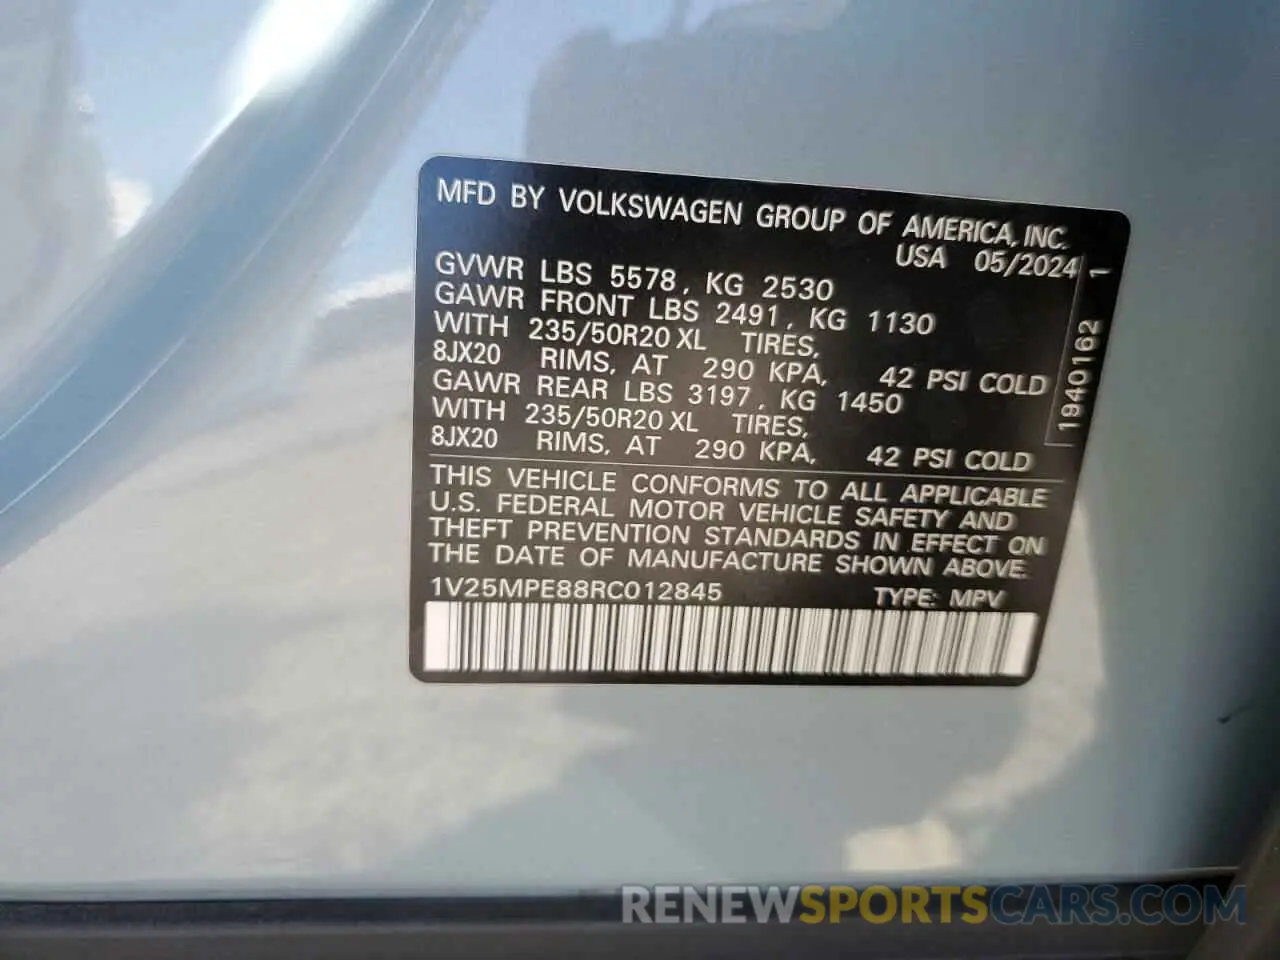 MFD BY VOLKSWAGEN GROUP OF AMERICA, INC.
USA 05/2024
GVWR LBS 5578, KG 2530
GAWR FRONT LBS 2491, KG 1130
WITH 235/50R20 XL TIRES,
8JX20 RIMS, AT 290 KPA, 42 PSI COLD
GAWR REAR LBS 3197, KG 1450
WITH 235/50R20 XL TIRES,
8JX20 RIMS, AT 290 KPA, 42 PSI COLD
THIS VEHICLE CONFORMS TO ALL APPLICABLE
U.S. FEDERAL MOTOR VEHICLE SAFETY AND
THEFT PREVENTION STANDARDS IN EFFECT ON
THE DATE OF MANUFACTURE SHOWN ABOVE.
1V25MPE88RC012845 TYPE: MPV
1940162 1
RENEWSPORTSCARS.COM